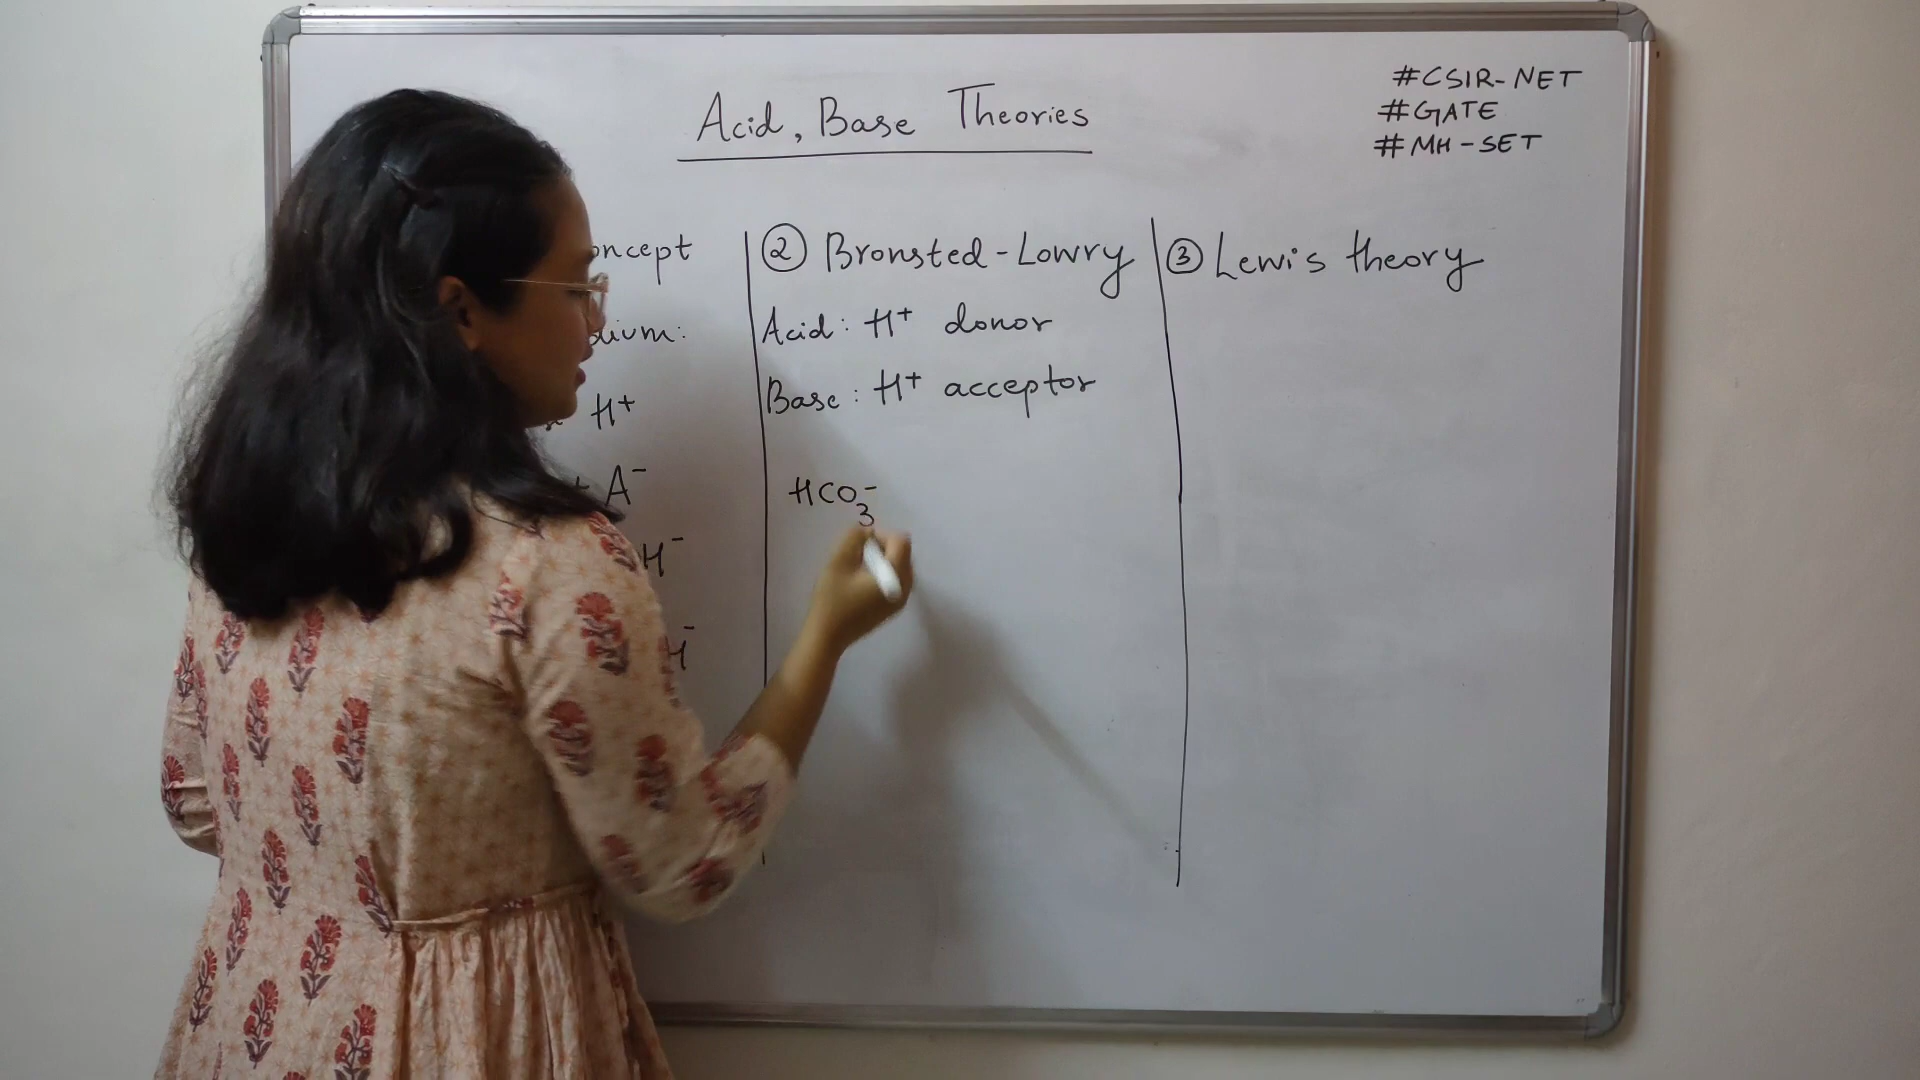 Acid, Base Theories
#CSIR-NET
#GATE
#MH-SET
② Bronsted-Lowry
Acid: H⁺ donor
Base: H⁺ acceptor
HCO₃⁻
③ Lewis theory
H⁺
A⁻